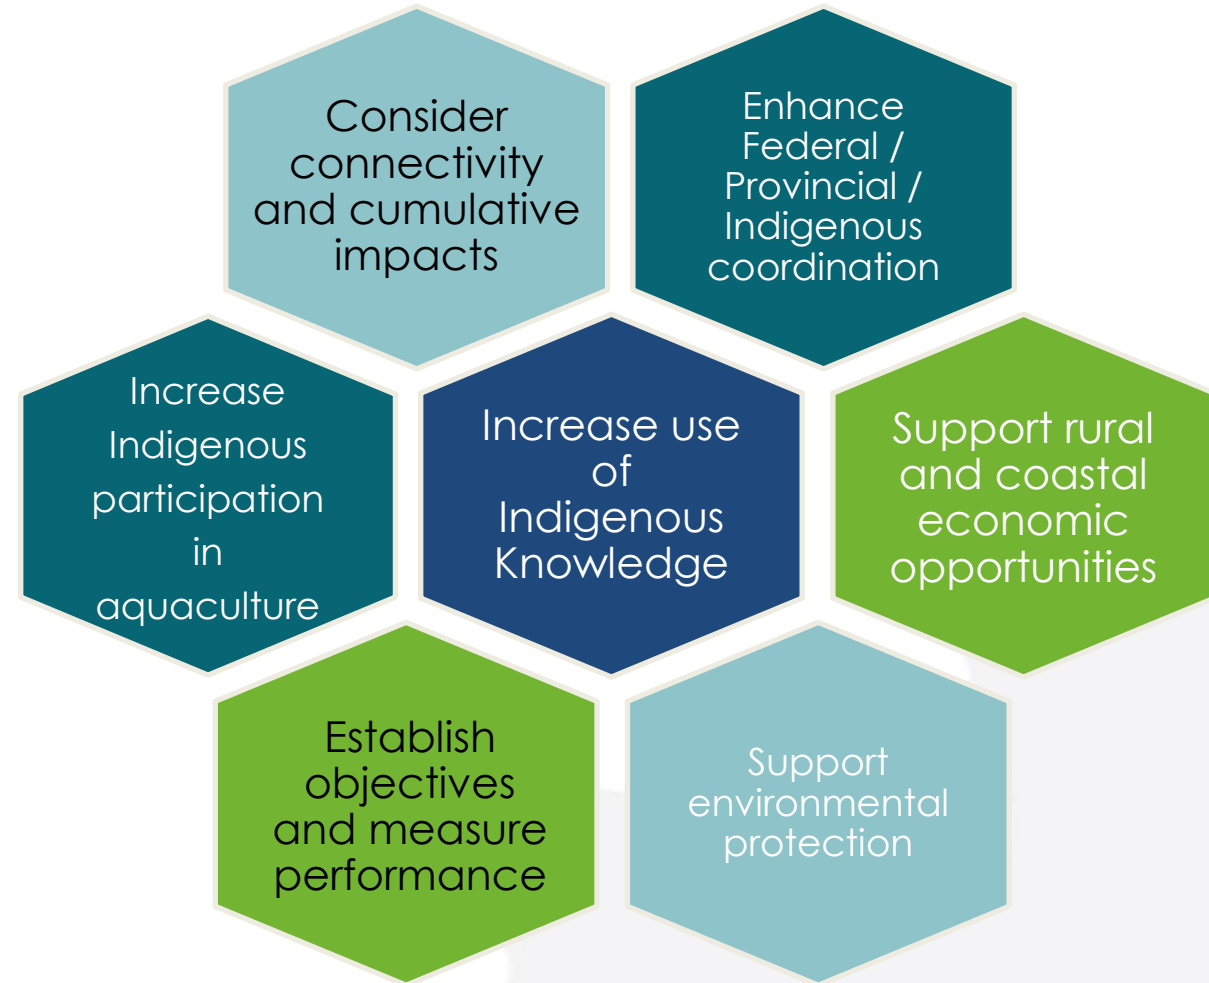 Consider
connectivity
and cumulative
impacts
Enhance
Federal /
Provincial /
Indigenous
coordination
Increase
Indigenous
participation
in
aquaculture
Increase use
of
Indigenous
Knowledge
Support rural
and coastal
economic
opportunities
Establish
objectives
and measure
performance
Support
environmental
protection